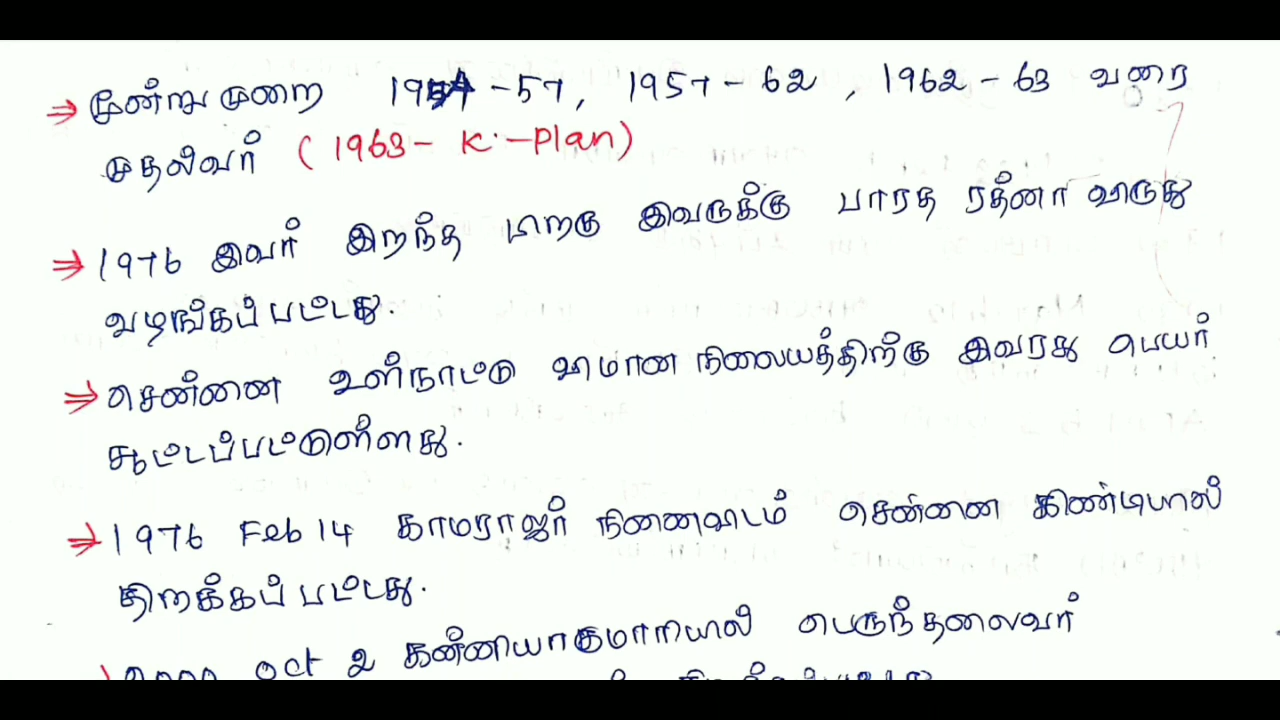 ⇒ மூன்று முறை 1954 -57, 1957 - 62, 1962 - 63 வரை
முதல்வர் (1963 - K.-Plan)
⇒ 1976 இவர் இறந்த பிறகு இவருக்கு பாரத ரத்னா விருது
வழங்கப்பட்டது.
⇒ சென்னை உள்நாட்டு விமான நிலையத்திற்கு இவரது பெயர்
சூட்டப்பட்டுள்ளது.
⇒ 1976 Feb 14 காமராஜர் நினைவிடம் சென்னை கிண்டியில்
திறக்கப்பட்டது.
2000 Oct 2 கன்னியாகுமாரியில் பெருந்தலைவர்